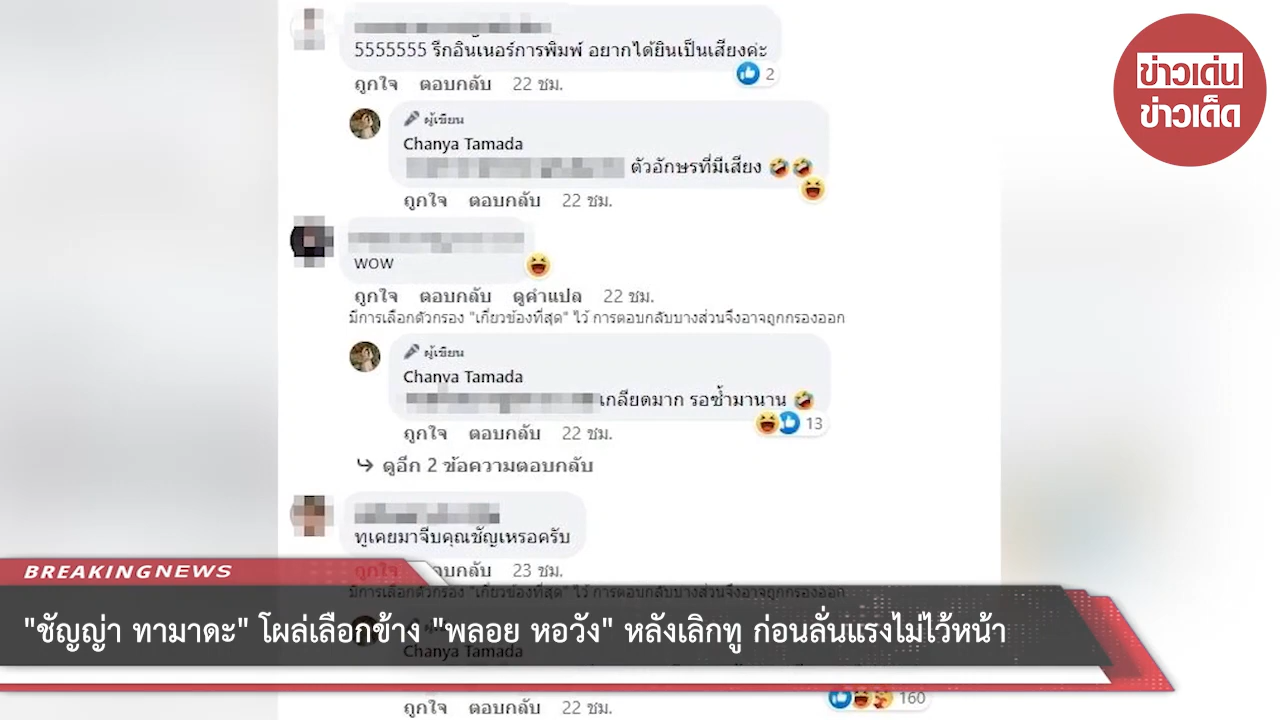 5555555 รีกอินเนอร์การพิมพ์ อยากได้ยินเป็นเสียงค่ะ
2
ถูกใจ ตอบกลับ 22 ชม.
ผู้เขียน
Chanya Tamada
ตัวอักษรที่มีเสียง 🤣🤣
ถูกใจ ตอบกลับ 22 ชม.
wow
ถูกใจ ตอบกลับ ดูคำแปล 22 ชม.
มีการเลือกตัวกรอง "เกี่ยวข้องที่สุด" ไว้ การตอบกลับบางส่วนจึงอาจถูกกรองออก
ผู้เขียน
Chanya Tamada
เกลียดมาก รอซ้ำมานาน 🤣
13
ถูกใจ ตอบกลับ 22 ชม.
ดูอีก 2 ข้อความตอบกลับ
ทูเคยมาจีบคุณชัญเหรอครับ
ถูกใจ ตอบกลับ 23 ชม.
มีการเลือกตัวกรอง "เกี่ยวข้องที่สุด" ไว้ การตอบกลับบางส่วนจึงอาจถูกกรองออก
Chanya Tamada
160
ถูกใจ ตอบกลับ 22 ชม.
ข่าวเด่น
ข่าวเด็ด
BREAKING NEWS
"ชัญญ่า ทามาดะ" โผล่เลือกข้าง "พลอย หอวัง" หลังเลิกทู ก่อนลั่นแรงไม่ไว้หน้า